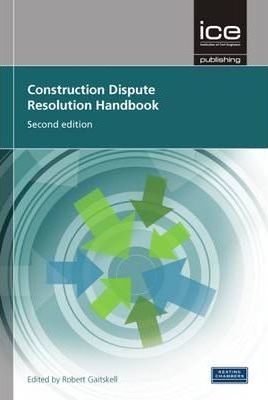 ice
Institution of Civil Engineers
publishing
Construction Dispute
Resolution Handbook
Second edition
Edited by Robert Gaitskell
KEATING
CHAMBERS